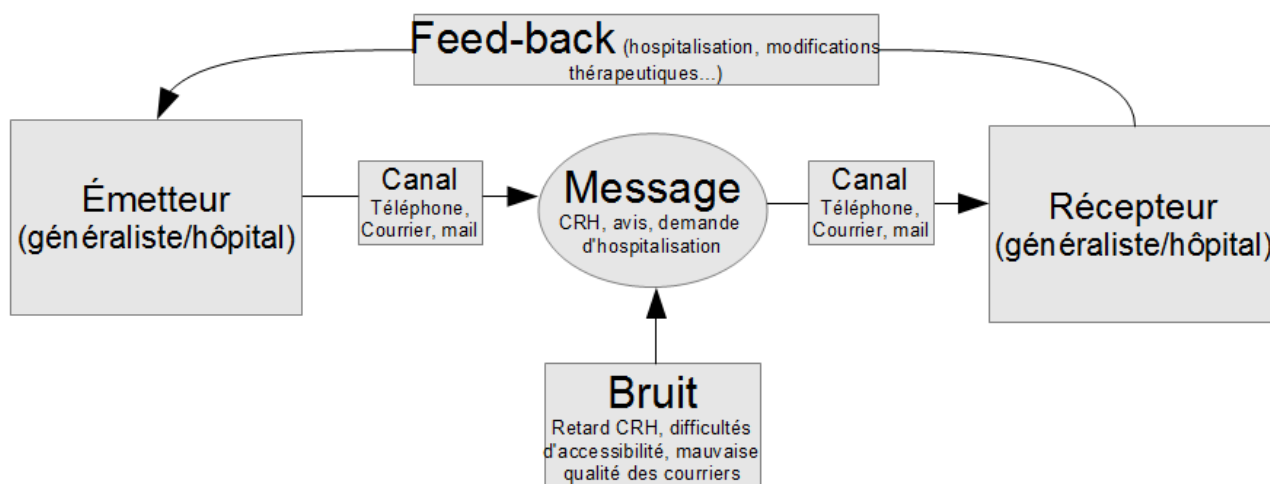 Feed-back (hospitalisation, modifications
thérapeutiques...)
Émetteur
(généraliste/hôpital)
Canal
Téléphone,
Courrier, mail
Message
CRH, avis, demande
d'hospitalisation
Canal
Téléphone,
Courrier, mail
Récepteur
(généraliste/hôpital)
Bruit
Retard CRH, difficultés
d'accessibilité, mauvaise
qualité des courriers